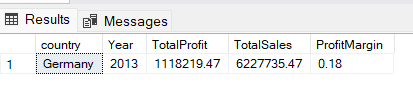 Results Messages
country Year TotalProfit TotalSales ProfitMargin
1 Germany 2013 1118219.47 6227735.47 0.18